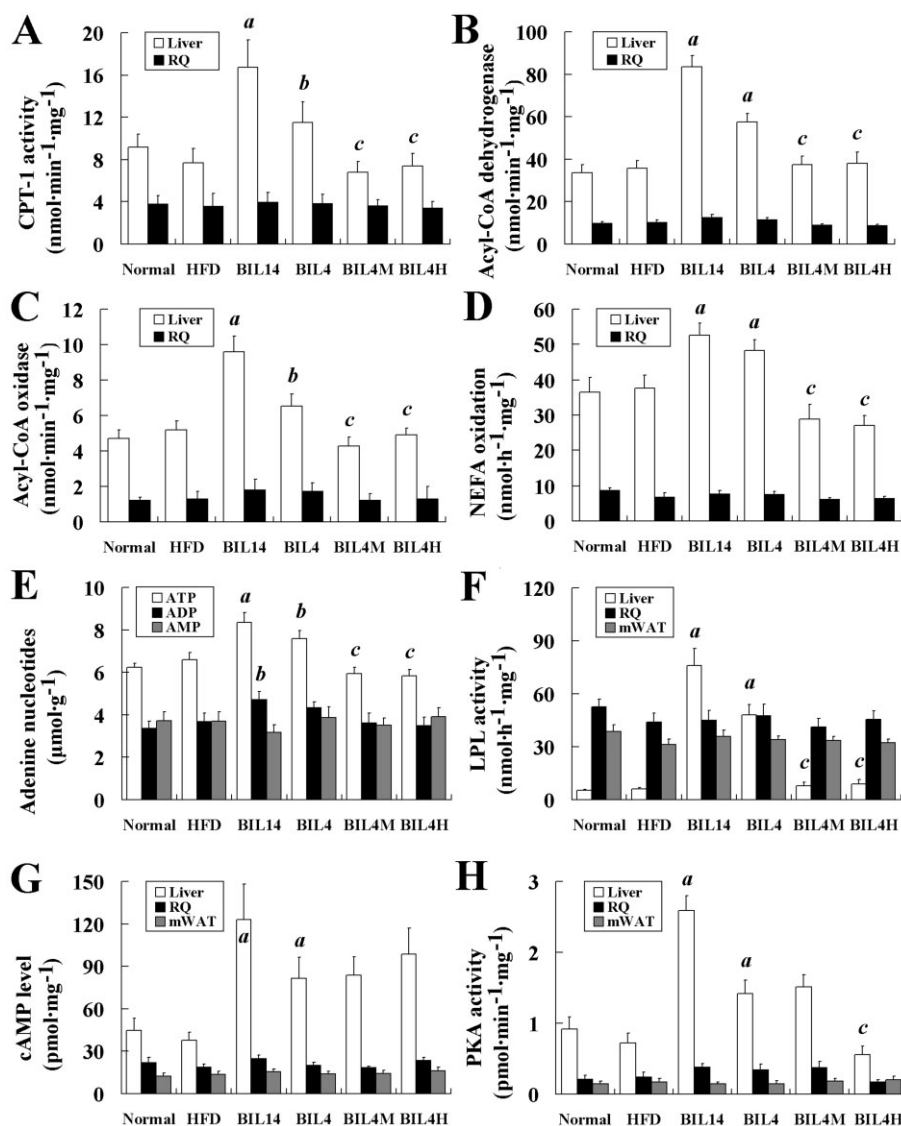 A
CPT-1 activity
(nmol·min-1·mg-1)
20
16
12
8
4
0
Liver
RQ
a
b
c
c
Normal HFD BIL14 BIL4 BIL4M BIL4H
B
Acyl-CoA dehydrogenase
(nmol·min-1·mg-1)
100
80
60
40
20
0
Liver
RQ
a
a
c
c
Normal HFD BIL14 BIL4 BIL4M BIL4H
C
Acyl-CoA oxidase
(nmol·min-1·mg-1)
12
10
8
6
4
2
0
Liver
RQ
a
b
c
c
Normal HFD BIL14 BIL4 BIL4M BIL4H
D
NEFA oxidation
(nmol·h-1·mg-1)
60
50
40
30
20
10
0
Liver
RQ
a
a
c
c
Normal HFD BIL14 BIL4 BIL4M BIL4H
E
Adenine nucleotides
(μmol·g-1)
10
8
6
4
2
0
ATP
ADP
AMP
a
b
b
c
c
Normal HFD BIL14 BIL4 BIL4M BIL4H
F
LPL activity
(nmol·h-1·mg-1)
120
90
60
30
0
Liver
RQ
mWAT
a
a
c
c
Normal HFD BIL14 BIL4 BIL4M BIL4H
G
cAMP level
(pmol·mg-1)
150
120
90
60
30
0
Liver
RQ
mWAT
a
a
Normal HFD BIL14 BIL4 BIL4M BIL4H
H
PKA activity
(pmol·min-1·mg-1)
3
2
1
0
Liver
RQ
mWAT
a
a
c
Normal HFD BIL14 BIL4 BIL4M BIL4H